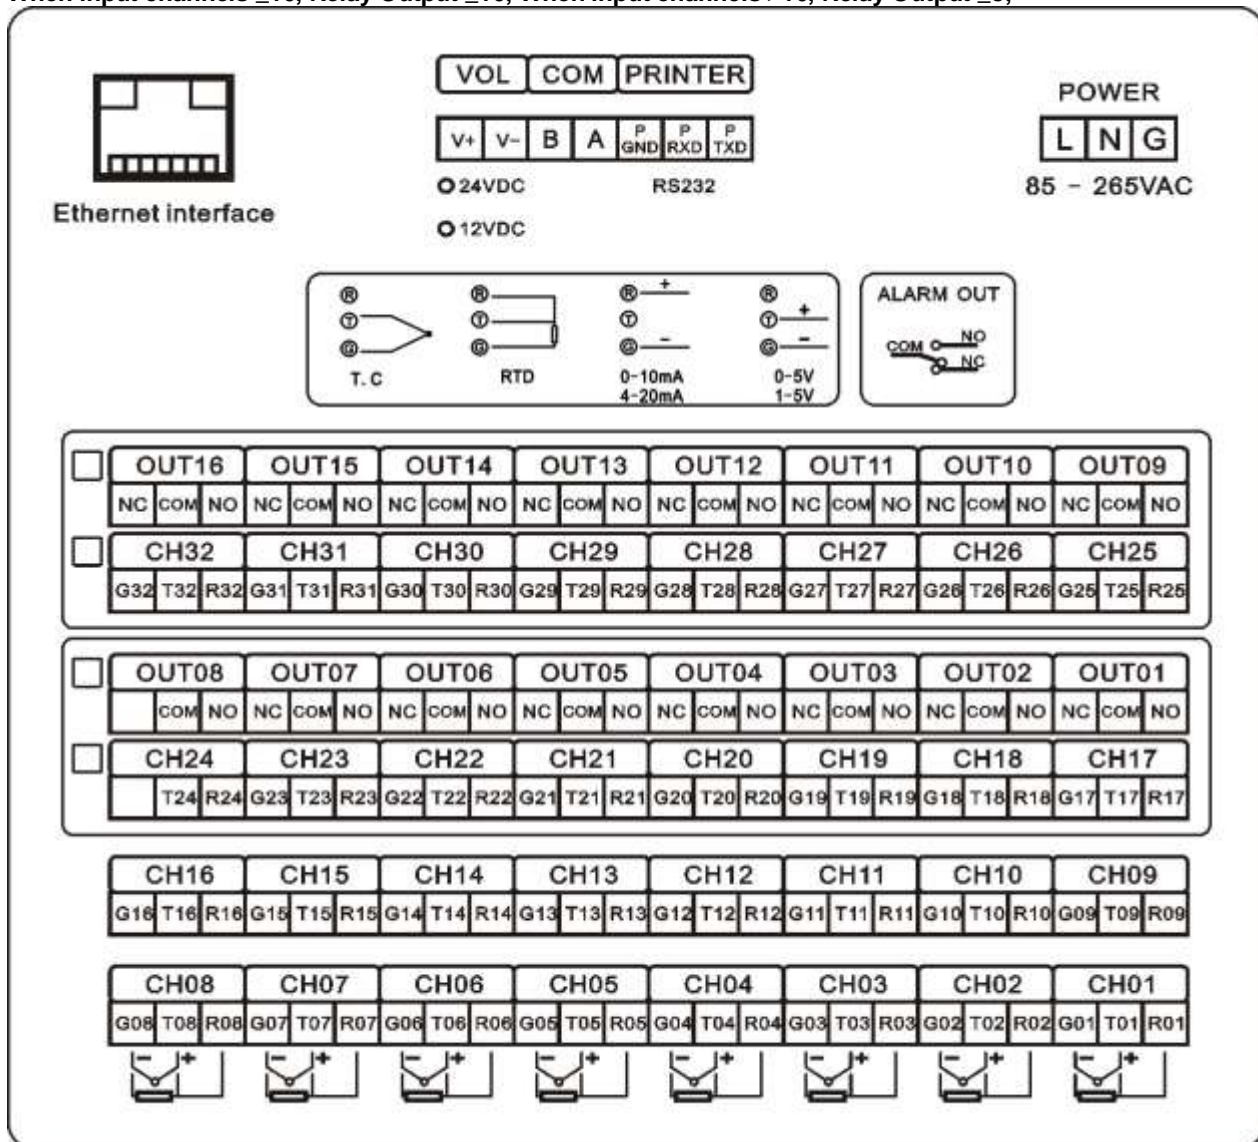 VOL COM PRINTER
V+ V- B A P GND P RXD P TXD
24VDC RS232
12VDC
Ethernet interface
POWER
L N G
85 - 265VAC
R R R + R
T T T T +
G G G - G -
T.C RTD 0-10mA 0-5V
4-20mA 1-5V
ALARM OUT
NO
COM
NC
OUT16 OUT15 OUT14 OUT13 OUT12 OUT11 OUT10 OUT09
NC COM NO NC COM NO NC COM NO NC COM NO NC COM NO NC COM NO NC COM NO NC COM NO
CH32 CH31 CH30 CH29 CH28 CH27 CH26 CH25
G32 T32 R32 G31 T31 R31 G30 T30 R30 G29 T29 R29 G28 T28 R28 G27 T27 R27 G26 T26 R26 G25 T25 R25
OUT08 OUT07 OUT06 OUT05 OUT04 OUT03 OUT02 OUT01
COM NO NC COM NO NC COM NO NC COM NO NC COM NO NC COM NO NC COM NO NC COM NO
CH24 CH23 CH22 CH21 CH20 CH19 CH18 CH17
T24 R24 G23 T23 R23 G22 T22 R22 G21 T21 R21 G20 T20 R20 G19 T19 R19 G18 T18 R18 G17 T17 R17
CH16 CH15 CH14 CH13 CH12 CH11 CH10 CH09
G16 T16 R16 G15 T15 R15 G14 T14 R14 G13 T13 R13 G12 T12 R12 G11 T11 R11 G10 T10 R10 G09 T09 R09
CH08 CH07 CH06 CH05 CH04 CH03 CH02 CH01
G08 T08 R08 G07 T07 R07 G06 T06 R06 G05 T05 R05 G04 T04 R04 G03 T03 R03 G02 T02 R02 G01 T01 R01
- + - + - + - + - + - + - + - +